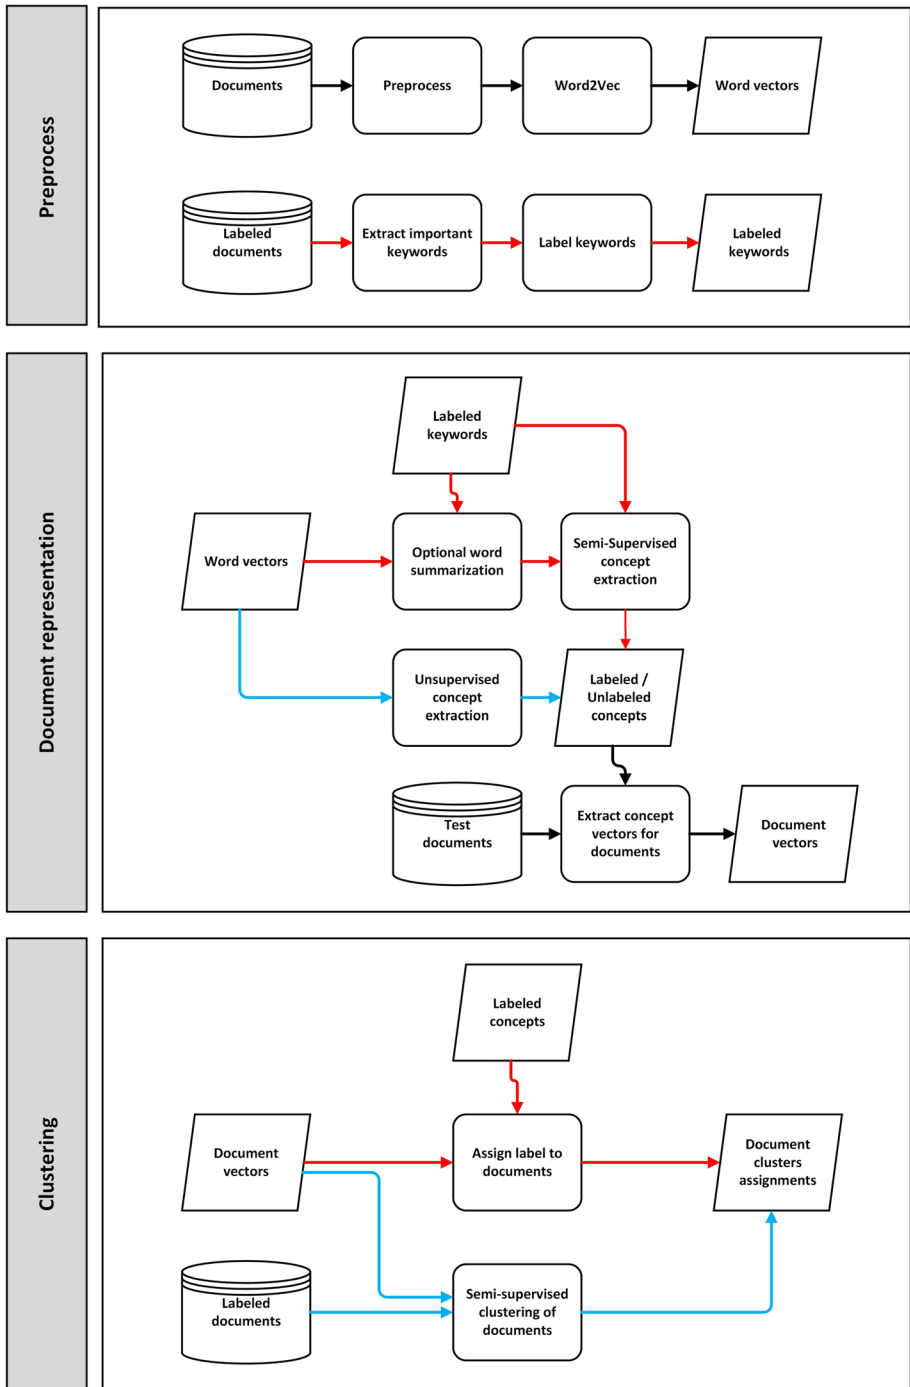 Preprocess
Documents
Preprocess
Word2Vec
Word vectors
Labeled
documents
Extract important
keywords
Label keywords
Labeled
keywords
Document representation
Labeled
keywords
Word vectors
Optional word
summarization
Semi-Supervised
concept
extraction
Unsupervised
concept
extraction
Labeled /
Unlabeled
concepts
Test
documents
Extract concept
vectors for
documents
Document
vectors
Clustering
Labeled
concepts
Document
vectors
Assign label to
documents
Document
clusters
assignments
Labeled
documents
Semi-supervised
clustering of
documents